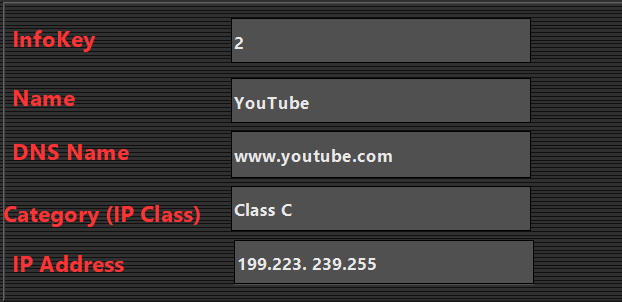 InfoKey 2
Name YouTube
DNS Name www.youtube.com
Category (IP Class) Class C
IP Address 199.223. 239.255